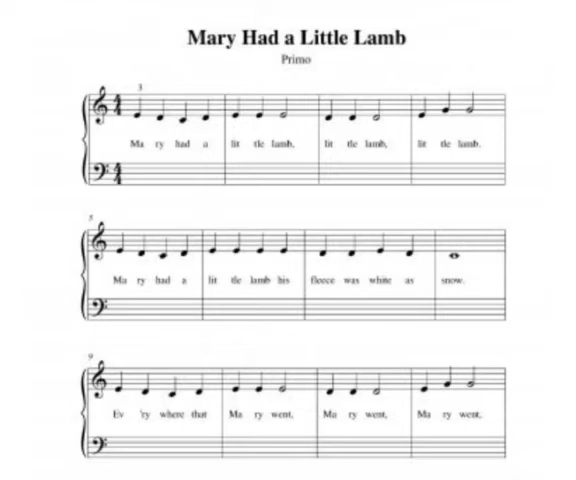 Mary Had a Little Lamb
Primo
3
4
4
Ma ry had a lit tle lamb, lit tle lamb, lit tle lamb.
5
Ma ry had a lit tle lamb his fleece was white as snow.
9
Ev 'ry where that Ma ry went, Ma ry went, Ma ry went,